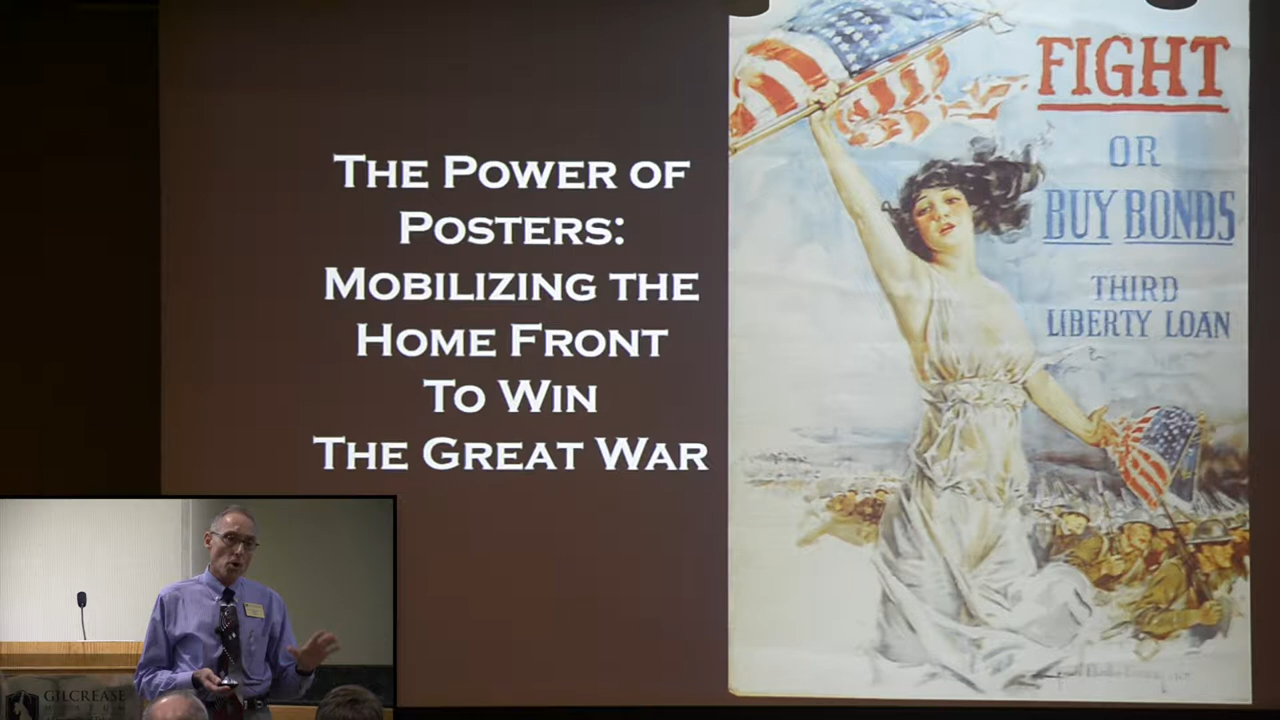 THE POWER OF
POSTERS:
MOBILIZING THE
HOME FRONT
TO WIN
THE GREAT WAR
FIGHT
OR
BUY BONDS
THIRD
LIBERTY LOAN
GILCREASE
MUSEUM